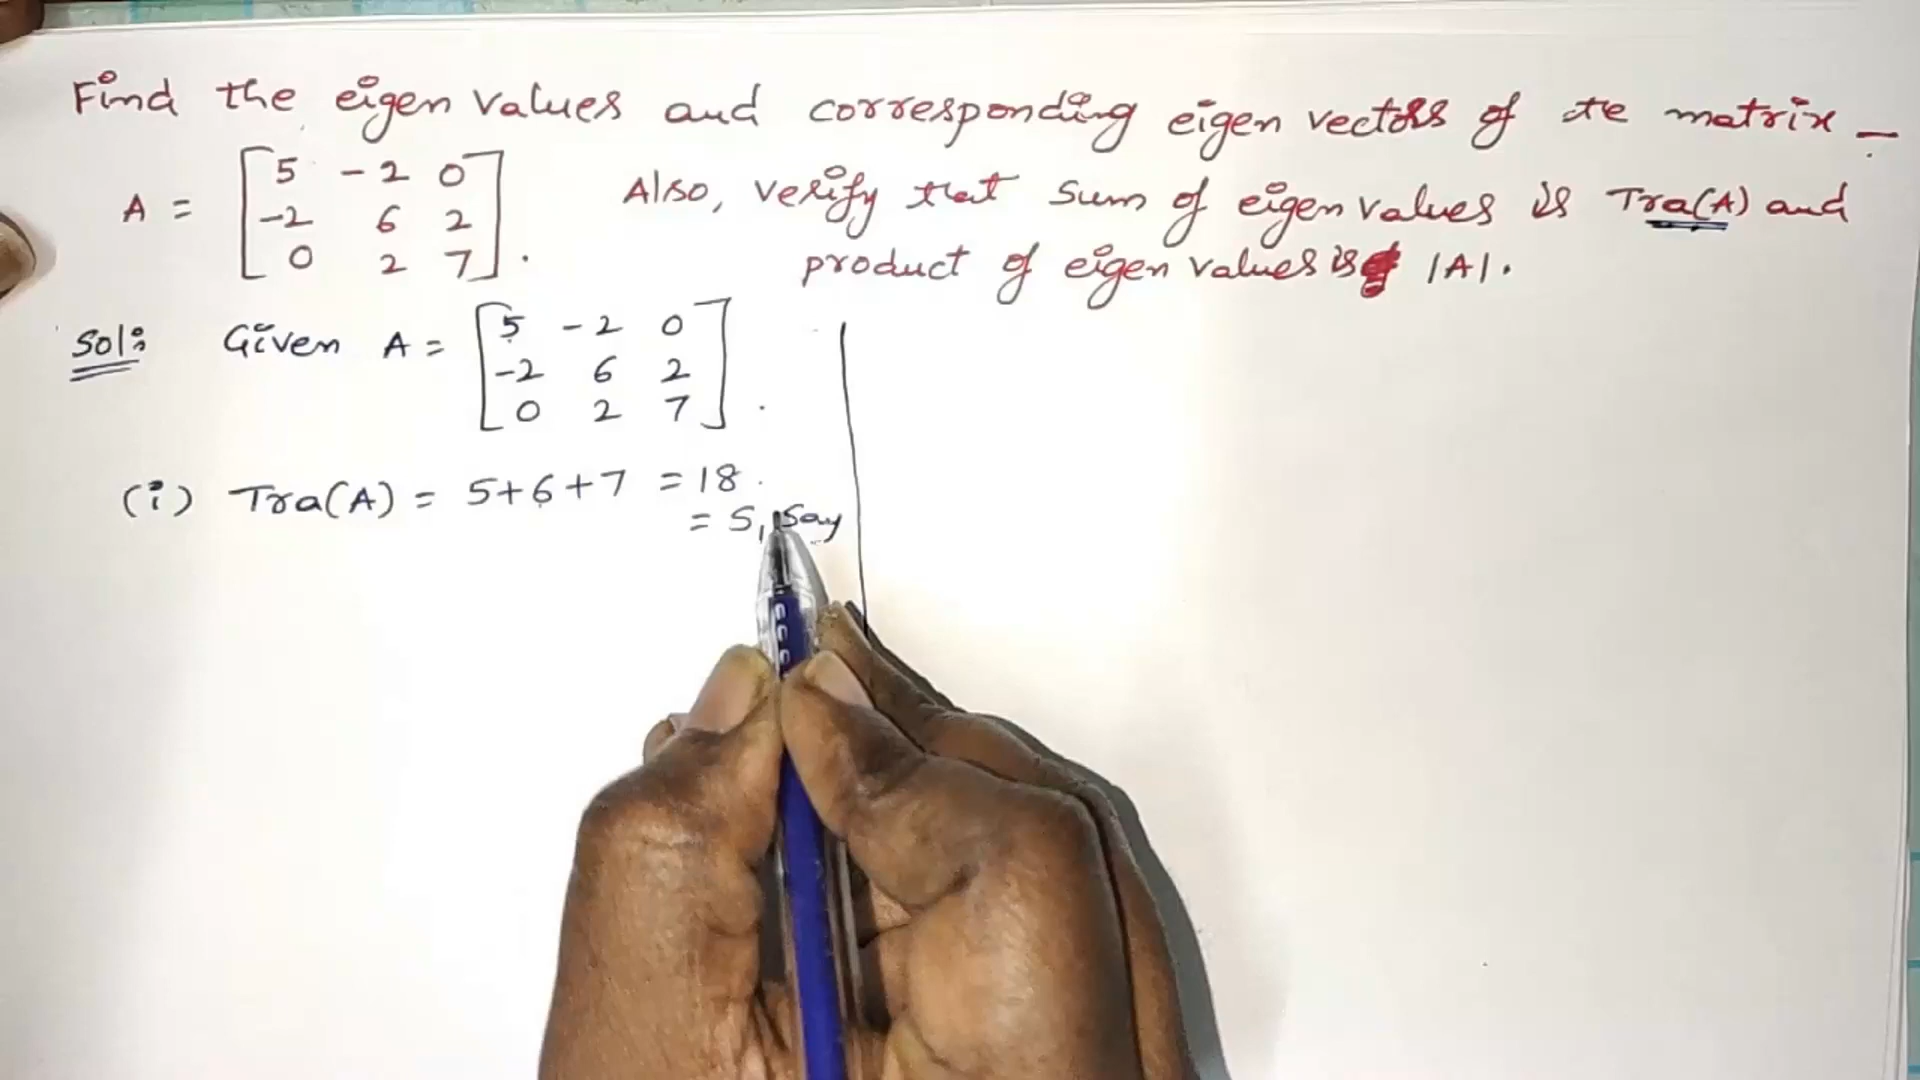 Find the eigen values and corresponding eigen vectors of the matrix -
A = [5 -2 0
-2 6 2
0 2 7].
Also, verify that sum of eigen values is Tra(A) and
product of eigen values is |A|.
Sol: Given A = [5 -2 0
-2 6 2
0 2 7].
(i) Tra(A) = 5+6+7 = 18.
= S, Say